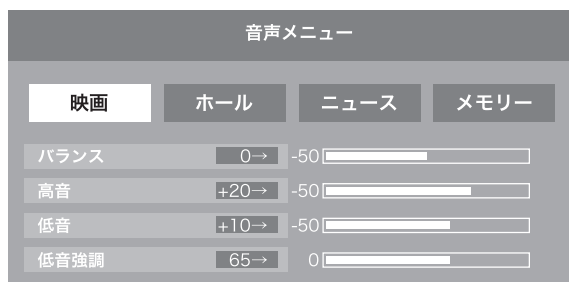 音声メニュー
映画 ホール ニュース メモリー
バランス 0→ -50
高音 +20→ -50
低音 +10→ -50
低音強調 65→ 0